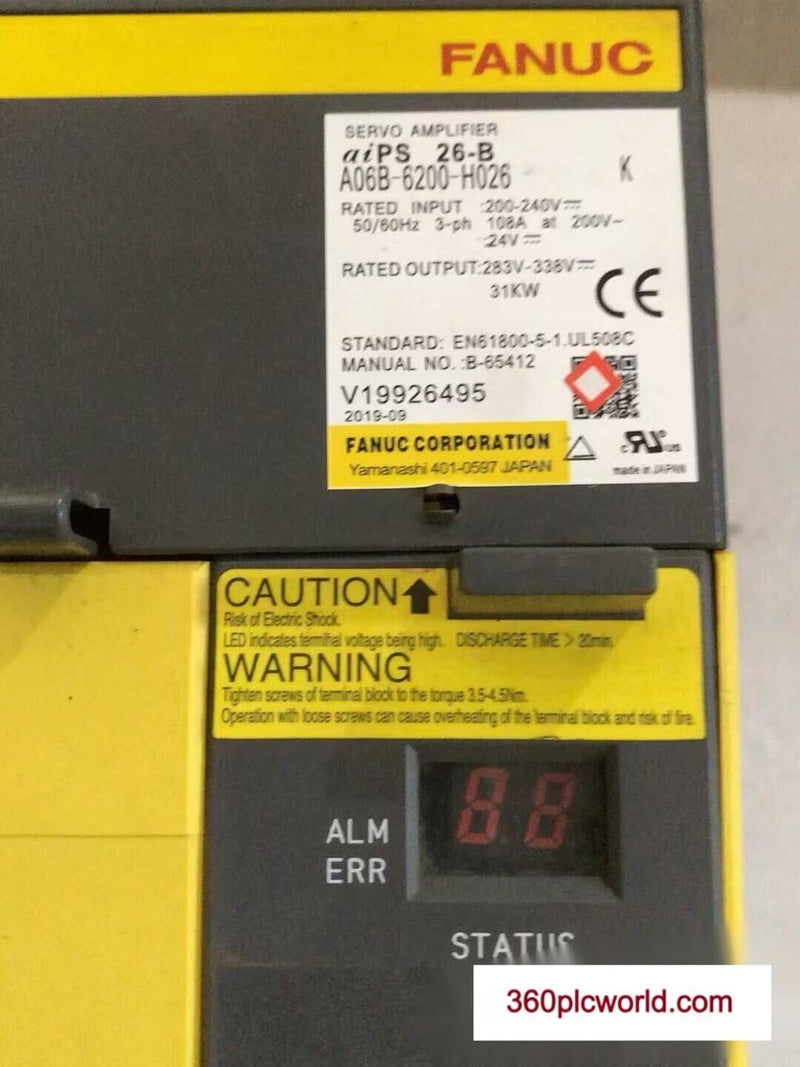 FANUC
SERVO AMPLIFIER
αiPS 26-B
A06B-6200-H026 K
RATED INPUT :200-240V⎓
50/60Hz 3-ph 108A at 200V~
:24V⎓
RATED OUTPUT:283V-338V⎓
31KW
CE
STANDARD: EN61800-5-1.UL508C
MANUAL NO. :B-65412
V19926495
2019-09
FANUC CORPORATION
Yamanashi 401-0597 JAPAN
c RU us
made in JAPAN
CAUTION
Risk of Electric Shock.
LED indicates terminal voltage being high. DISCHARGE TIME > 20min.
WARNING
Tighten screws of terminal block to the torque 3.5-4.5Nm.
Operation with loose screws can cause overheating of the terminal block and risk of fire.
88
ALM
ERR
STATUS
360plcworld.com